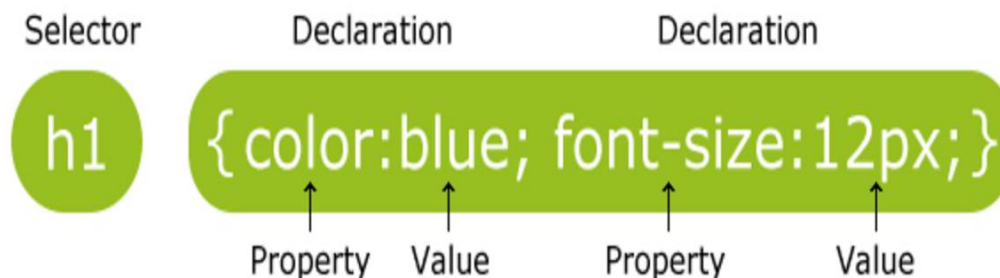 Selector Declaration Declaration
h1 {color:blue; font-size:12px;}
Property Value Property Value